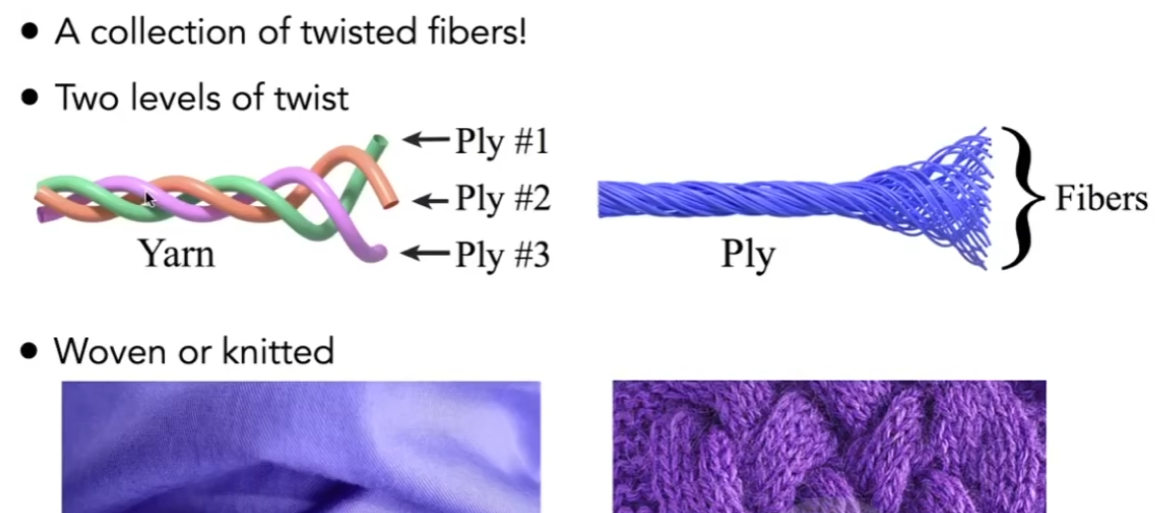 ● A collection of twisted fibers!
● Two levels of twist
Ply #1
Ply #2
Ply #3
Yarn
Ply
Fibers
● Woven or knitted